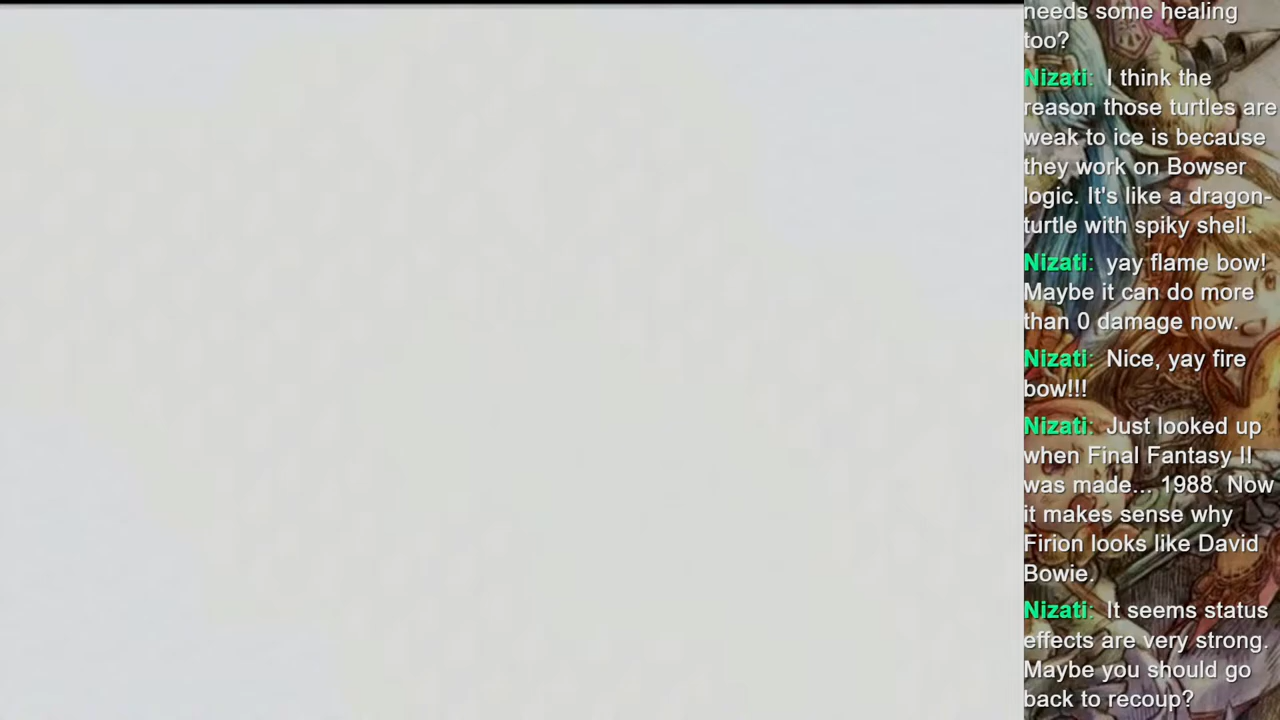 needs some healing
too?
Nizati: I think the
reason those turtles are
weak to ice is because
they work on Bowser
logic. It's like a dragon-
turtle with spiky shell.
Nizati: yay flame bow!
Maybe it can do more
than 0 damage now.
Nizati: Nice, yay fire
bow!!!
Nizati: Just looked up
when Final Fantasy II
was made... 1988. Now
it makes sense why
Firion looks like David
Bowie.
Nizati: It seems status
effects are very strong.
Maybe you should go
back to recoup?